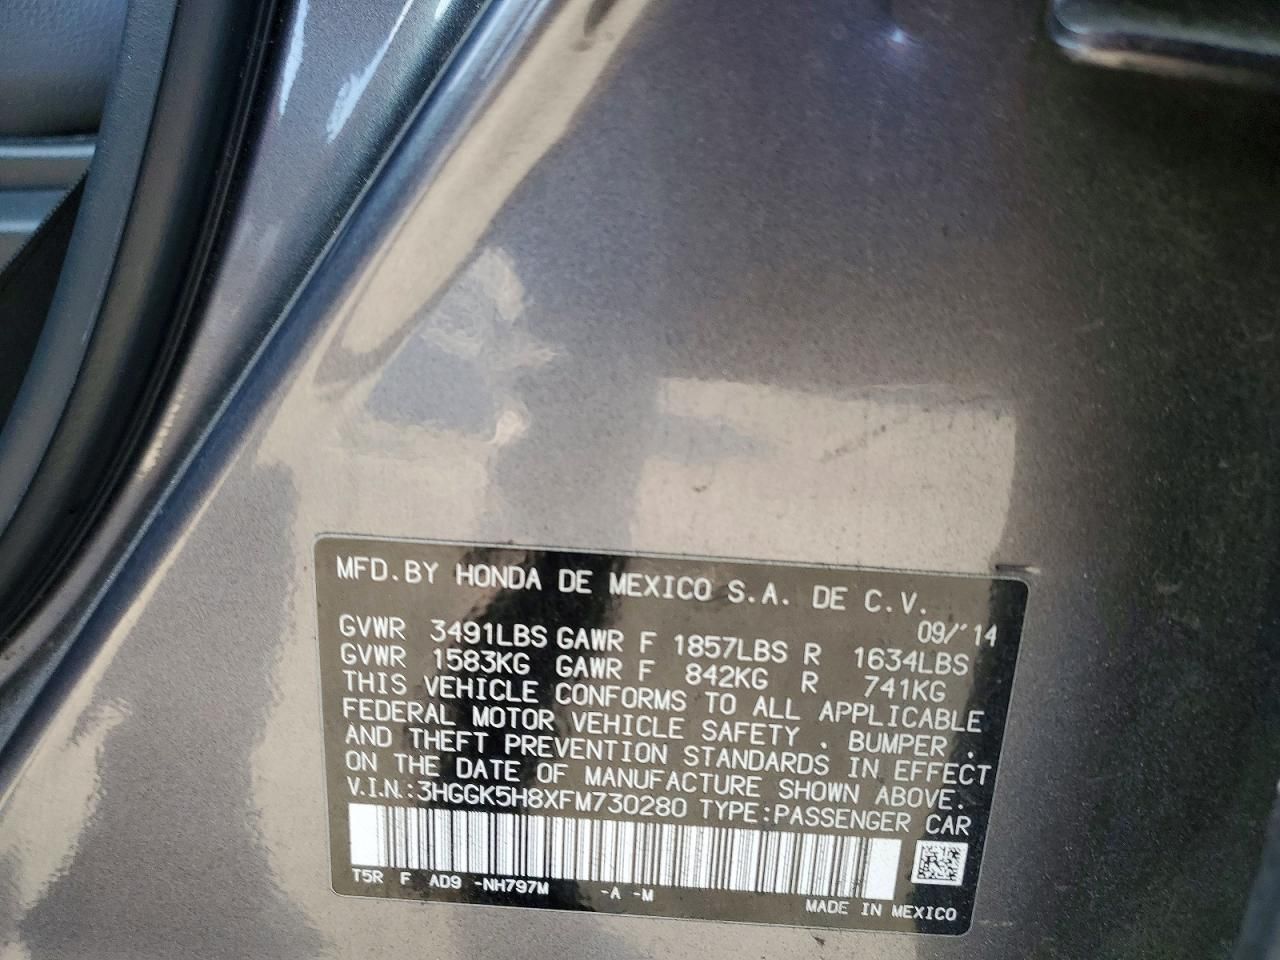 MFD.BY HONDA DE MEXICO S.A. DE C.V.
09/'14
GVWR 3491LBS GAWR F 1857LBS R 1634LBS
GVWR 1583KG GAWR F 842KG R 741KG
THIS VEHICLE CONFORMS TO ALL APPLICABLE
FEDERAL MOTOR VEHICLE SAFETY , BUMPER ,
AND THEFT PREVENTION STANDARDS IN EFFECT
ON THE DATE OF MANUFACTURE SHOWN ABOVE.
V.I.N.:3HGGK5H8XFM730280 TYPE:PASSENGER CAR
T5R F AD9 -NH797M -A -M
MADE IN MEXICO